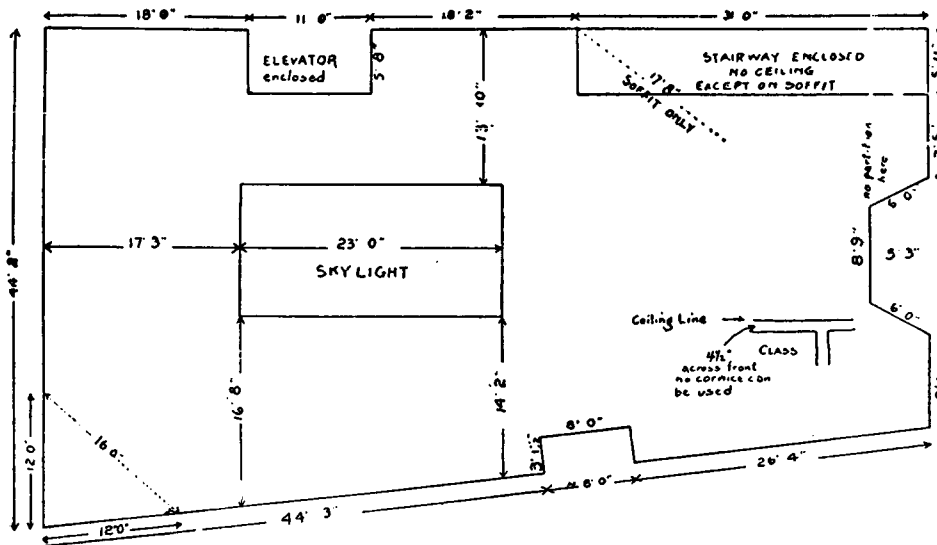 18' 0"
11' 0"
18' 2"
31' 0"
ELEVATOR
enclosed
5' 8"
STAIRWAY ENCLOSED
NO CEILING
EXCEPT ON SOFFIT
17' 8"
SOFFIT ONLY
13' 10"
no partition
here
44' 8"
17' 3"
23' 0"
SKY LIGHT
6' 0"
8' 9"
5' 3"
6' 0"
Ceiling Line
4½"
across front
no cornice can
be used
GLASS
16' 8"
14' 2"
12' 0"
16' 0"
8' 0"
3' 1½"
8' 0"
26' 4"
44' 3"
12' 0"